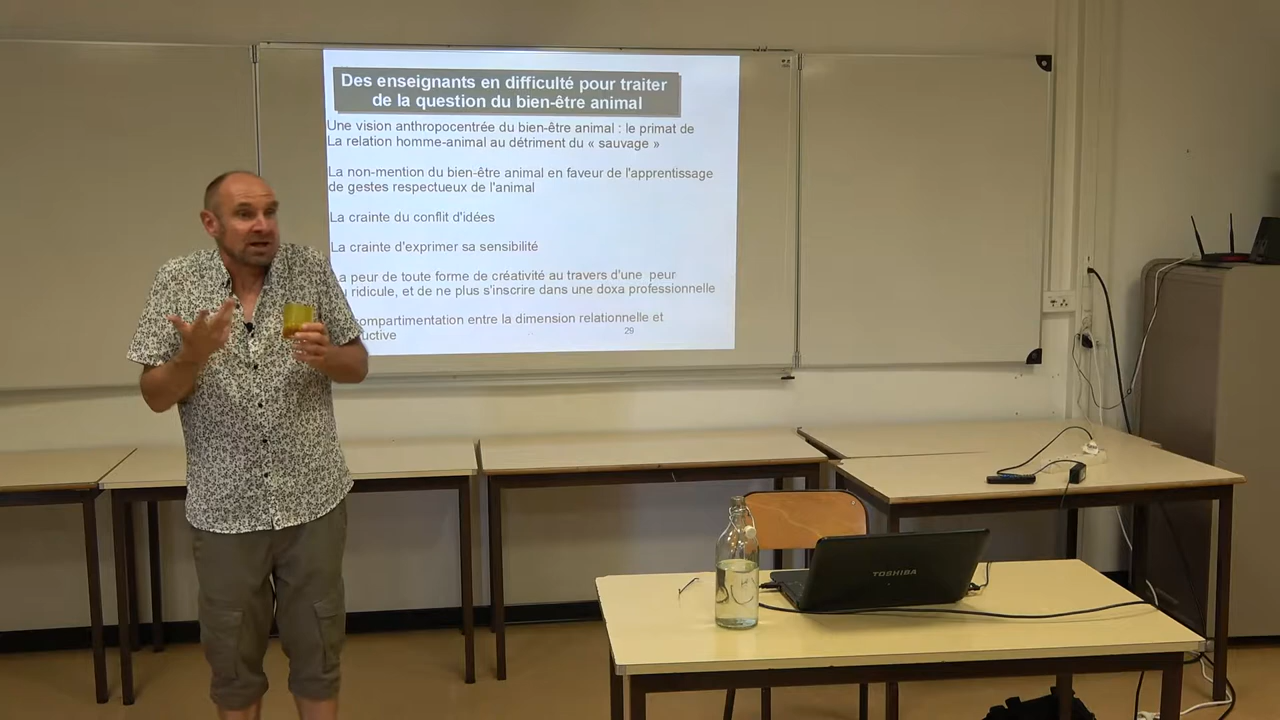 Des enseignants en difficulté pour traiter
de la question du bien-être animal
Une vision anthropocentrée du bien-être animal : le primat de
La relation homme-animal au détriment du « sauvage »
La non-mention du bien-être animal en faveur de l'apprentissage
de gestes respectueux de l'animal
La crainte du conflit d'idées
La crainte d'exprimer sa sensibilité
peur de toute forme de créativité au travers d'une peur
ridicule, et de ne plus s'inscrire dans une doxa professionnelle
compartimentation entre la dimension relationnelle et
uctive
29
TOSHIBA